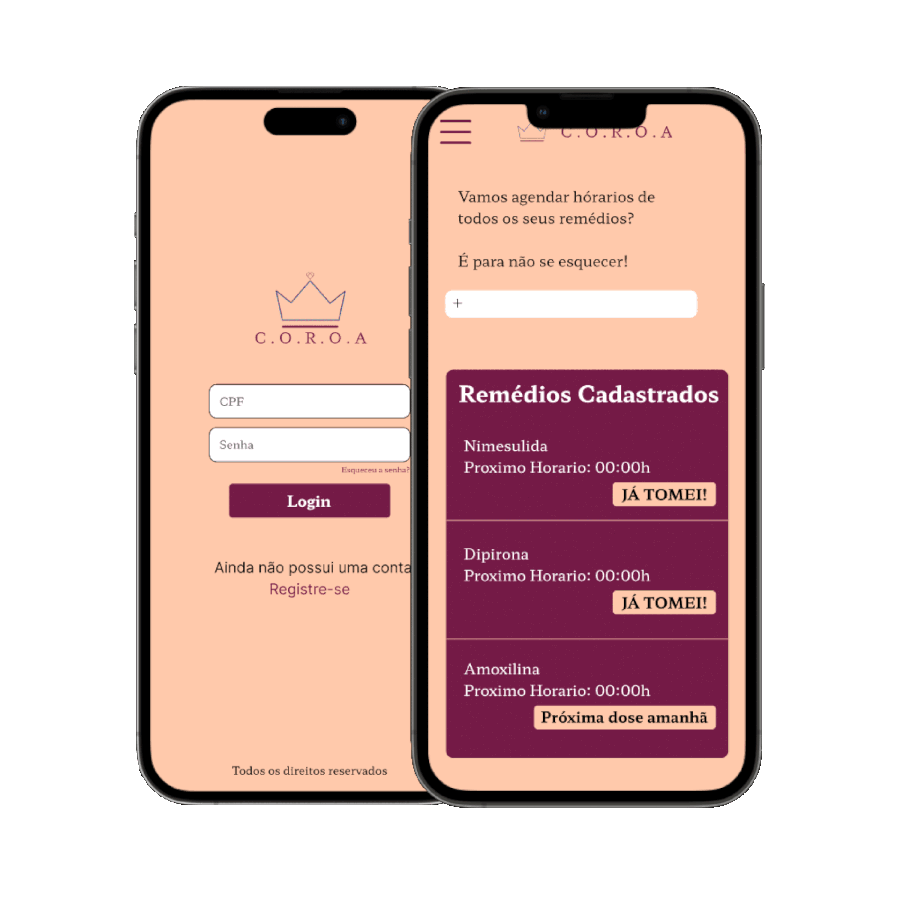 C.O.R.O.A
CPF
Senha
Esqueceu a senha?
Login
Ainda não possui uma conta
Registre-se
Todos os direitos reservados
C.O.R.O.A
Vamos agendar hórarios de
todos os seus remédios?
É para não se esquecer!
+
Remédios Cadastrados
Nimesulida
Proximo Horario: 00:00h
JÁ TOMEI!
Dipirona
Proximo Horario: 00:00h
JÁ TOMEI!
Amoxilina
Proximo Horario: 00:00h
Próxima dose amanhã